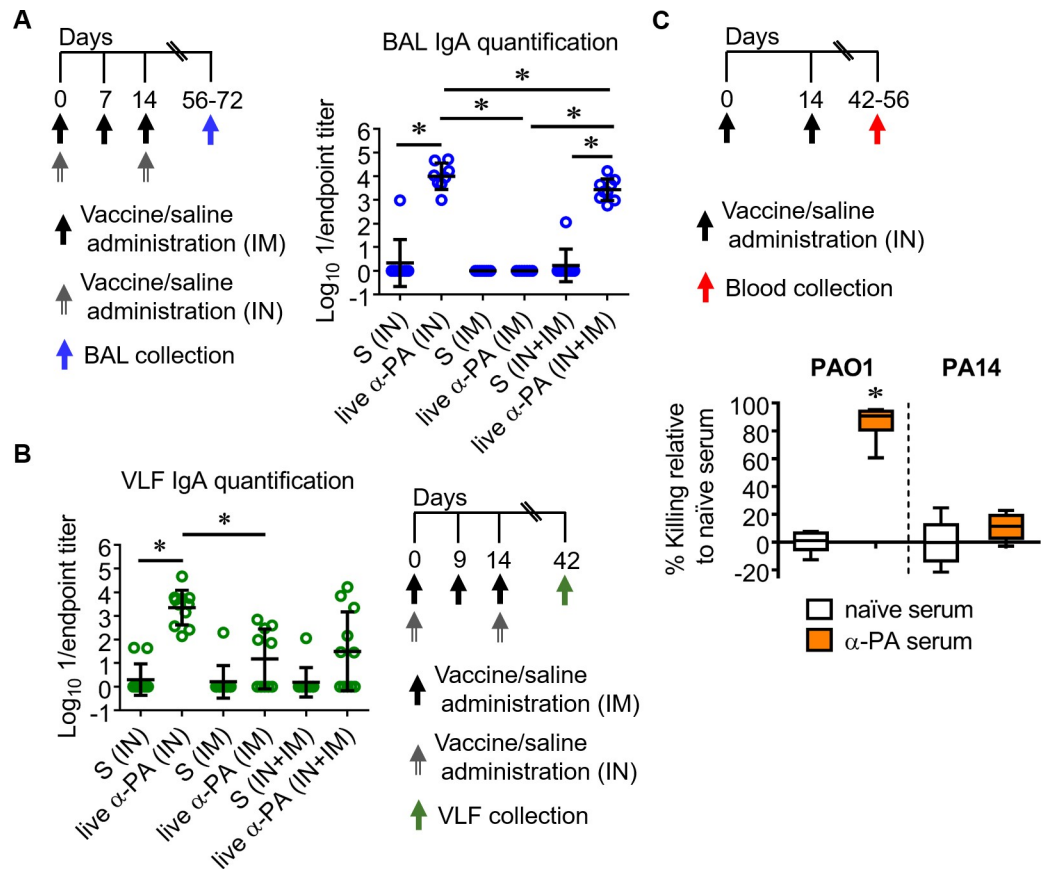 A
Days
0 7 14 56-72
Vaccine/saline
administration (IM)
Vaccine/saline
administration (IN)
BAL collection
BAL IgA quantification
* * * * *
Log10 1/endpoint titer
6
5
4
3
2
1
0
-1
S (IN)
live α-PA (IN)
S (IM)
live α-PA (IM)
S (IN+IM)
live α-PA (IN+IM)
B
VLF IgA quantification
* *
Log10 1/endpoint titer
6
5
4
3
2
1
0
-1
S (IN)
live α-PA (IN)
S (IM)
live α-PA (IM)
S (IN+IM)
live α-PA (IN+IM)
Days
0 9 14 42
Vaccine/saline
administration (IM)
Vaccine/saline
administration (IN)
VLF collection
C
Days
0 14 42-56
Vaccine/saline
administration (IN)
Blood collection
PAO1 PA14
*
% Killing relative
to naïve serum
100
80
60
40
20
0
-20
naïve serum
α-PA serum